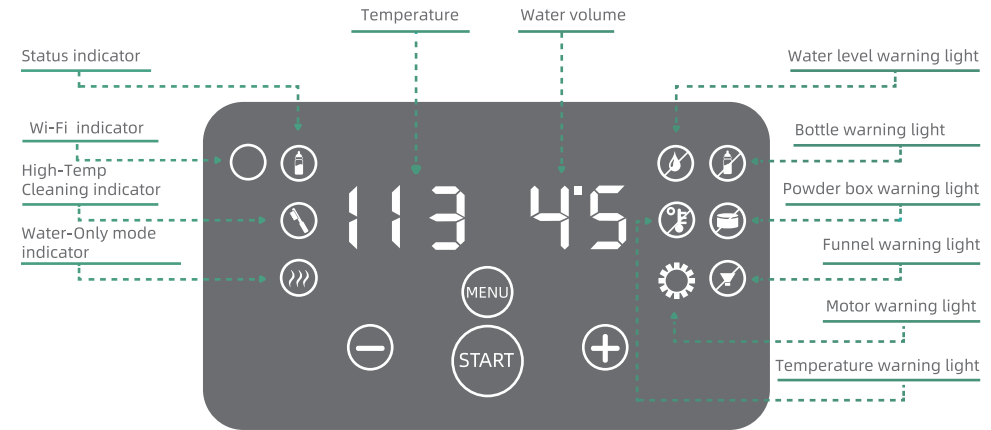 Temperature
Water volume
Status indicator
Water level warning light
Wi-Fi indicator
Bottle warning light
High-Temp
Cleaning indicator
Powder box warning light
Water-Only mode
indicator
Funnel warning light
113 4'5
MENU
Motor warning light
START
Temperature warning light